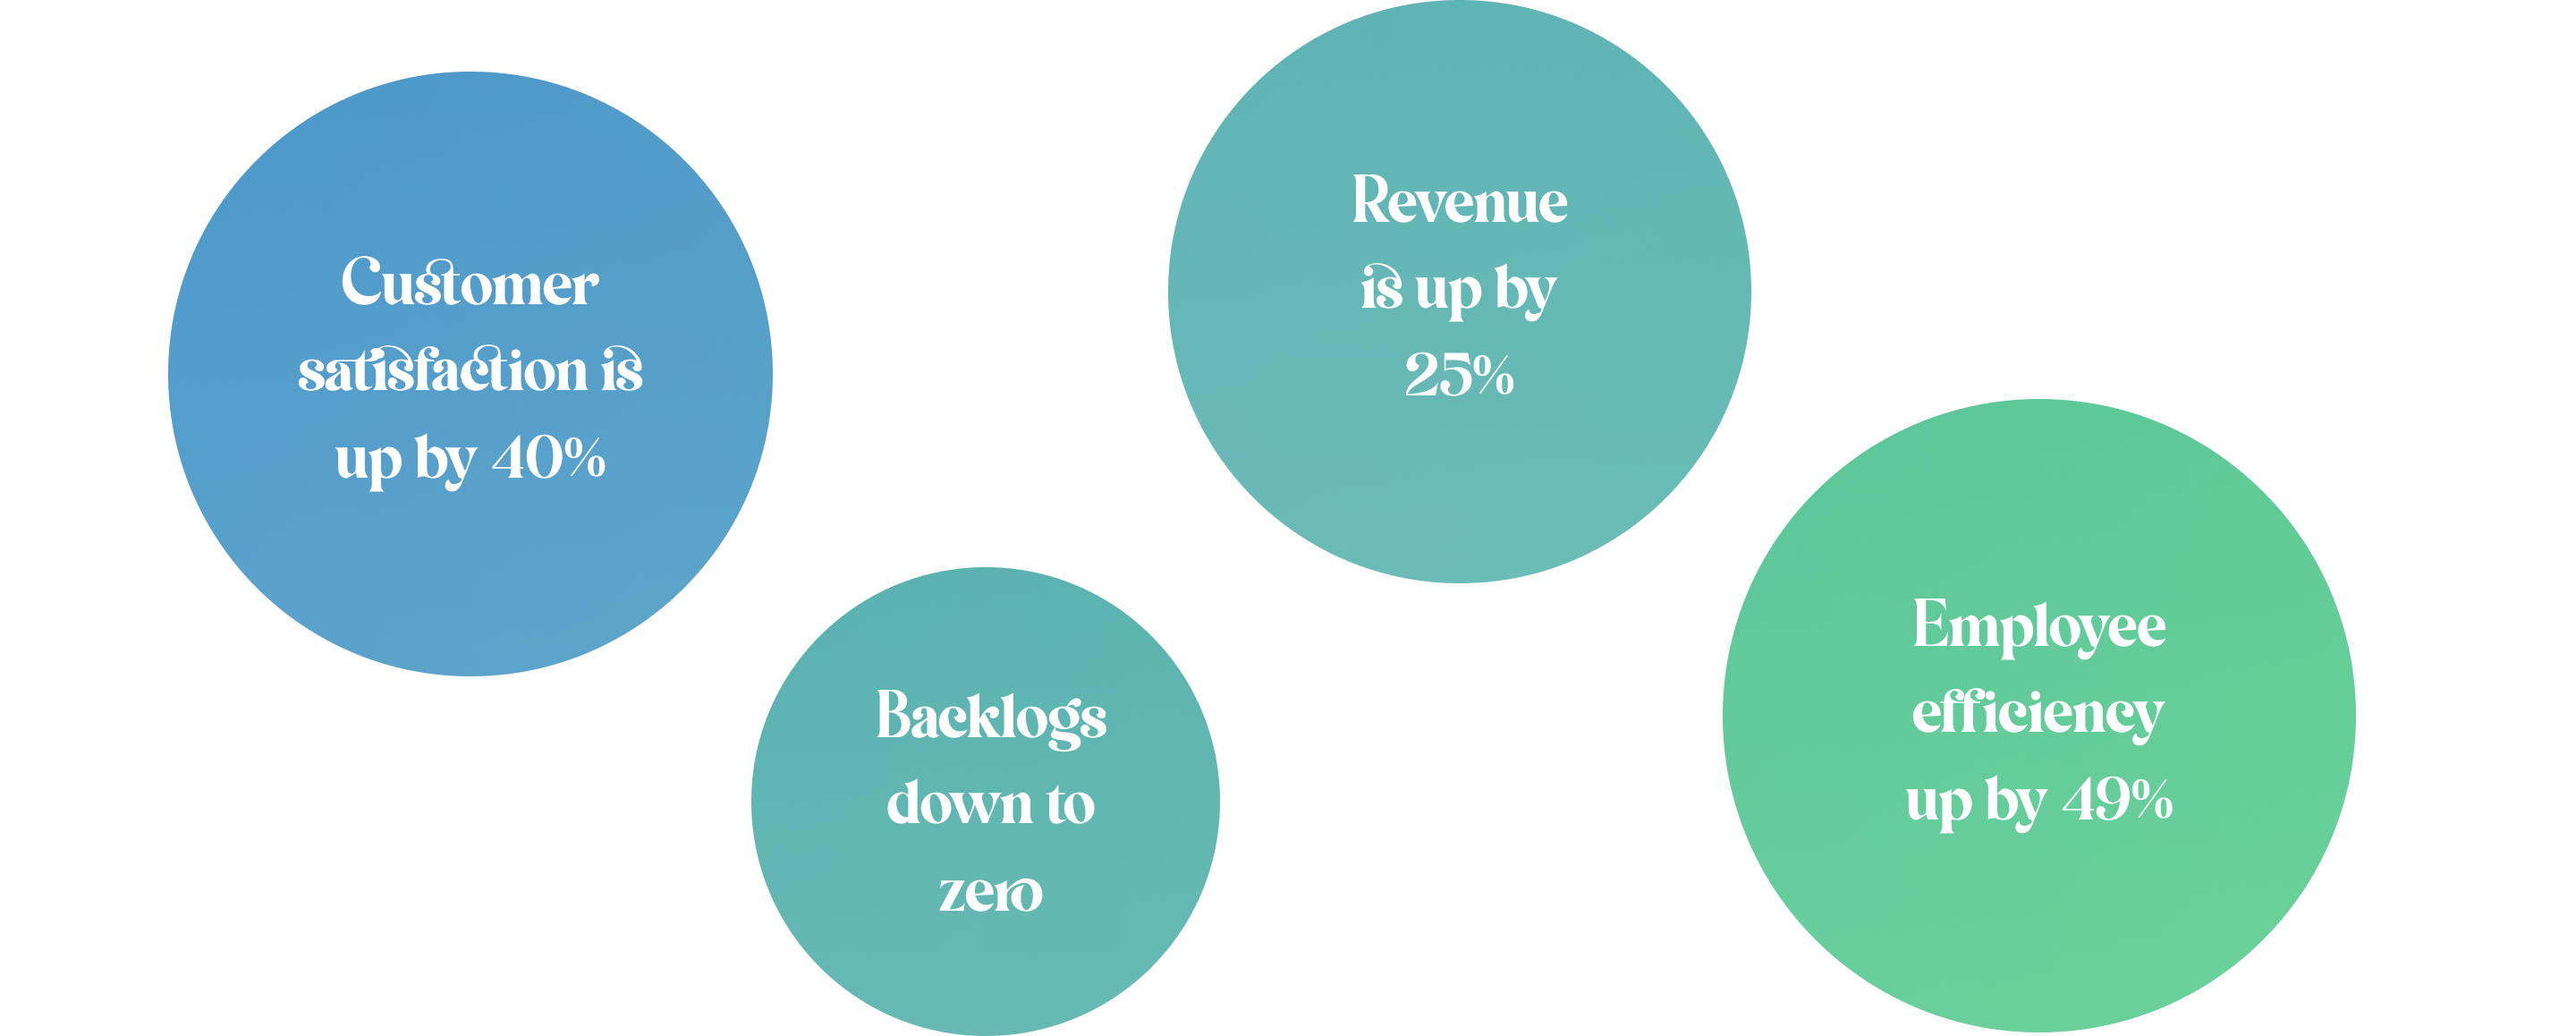 Customer
satisfaction is
up by 40%
Revenue
is up by
25%
Backlogs
down to
zero
Employee
efficiency
up by 49%